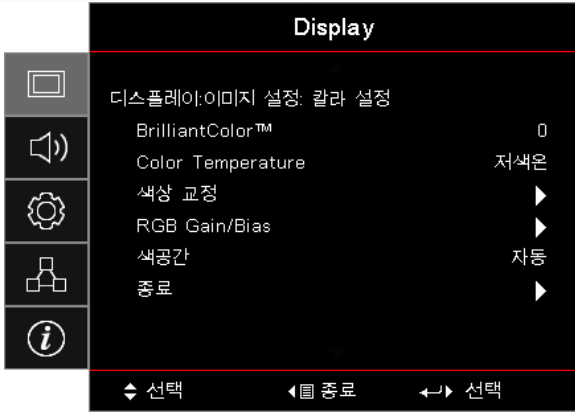 Display
디스플레이:이미지 설정: 칼라 설정
BrilliantColor™ 0
Color Temperature 저색온
색상 교정
RGB Gain/Bias
색공간 자동
종료
선택 종료 선택